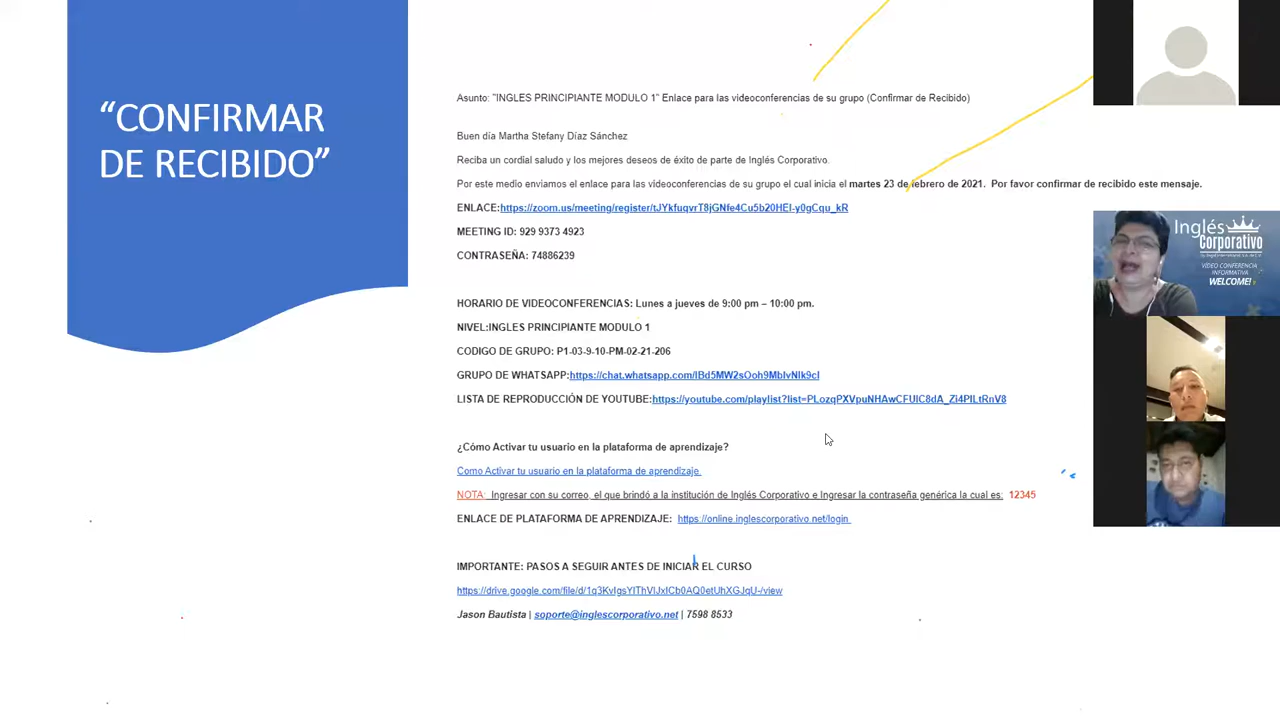 “CONFIRMAR
DE RECIBIDO”
Asunto: "INGLES PRINCIPIANTE MODULO 1" Enlace para las videoconferencias de su grupo (Confirmar de Recibido)
Buen día Martha Stefany Díaz Sánchez
Reciba un cordial saludo y los mejores deseos de éxito de parte de Inglés Corporativo.
Por este medio enviamos el enlace para las videoconferencias de su grupo el cual inicia el martes 23 de febrero de 2021. Por favor confirmar de recibido este mensaje.
ENLACE:https://zoom.us/meeting/register/tJYkfuqvrT8jGNfe4Cu5b20HEI-y0gCqu_kR
MEETING ID: 929 9373 4923
CONTRASEÑA: 74886239
HORARIO DE VIDEOCONFERENCIAS: Lunes a jueves de 9:00 pm – 10:00 pm.
NIVEL:INGLES PRINCIPIANTE MODULO 1
CODIGO DE GRUPO: P1-03-9-10-PM-02-21-206
GRUPO DE WHATSAPP:https://chat.whatsapp.com/IBd5MW2sOoh9MbIvNIk9cI
LISTA DE REPRODUCCIÓN DE YOUTUBE:https://youtube.com/playlist?list=PLozqPXVpuNHAwCFUIC8dA_Zi4PILtRnV8
¿Cómo Activar tu usuario en la plataforma de aprendizaje?
Como Activar tu usuario en la plataforma de aprendizaje
NOTA: Ingresar con su correo, el que brindó a la institución de Inglés Corporativo e Ingresar la contraseña genérica la cual es: 12345
ENLACE DE PLATAFORMA DE APRENDIZAJE: https://online.inglescorporativo.net/login
IMPORTANTE: PASOS A SEGUIR ANTES DE INICIAR EL CURSO
https://drive.google.com/file/d/1q3KvIgsYIThVIJxICb0AQ0etUhXGJqU-/view
Jason Bautista | soporte@inglescorporativo.net | 7598 8533
Inglés
Corporativo
VIDEO CONFERENCIA
INFORMATIVA
WELCOME!